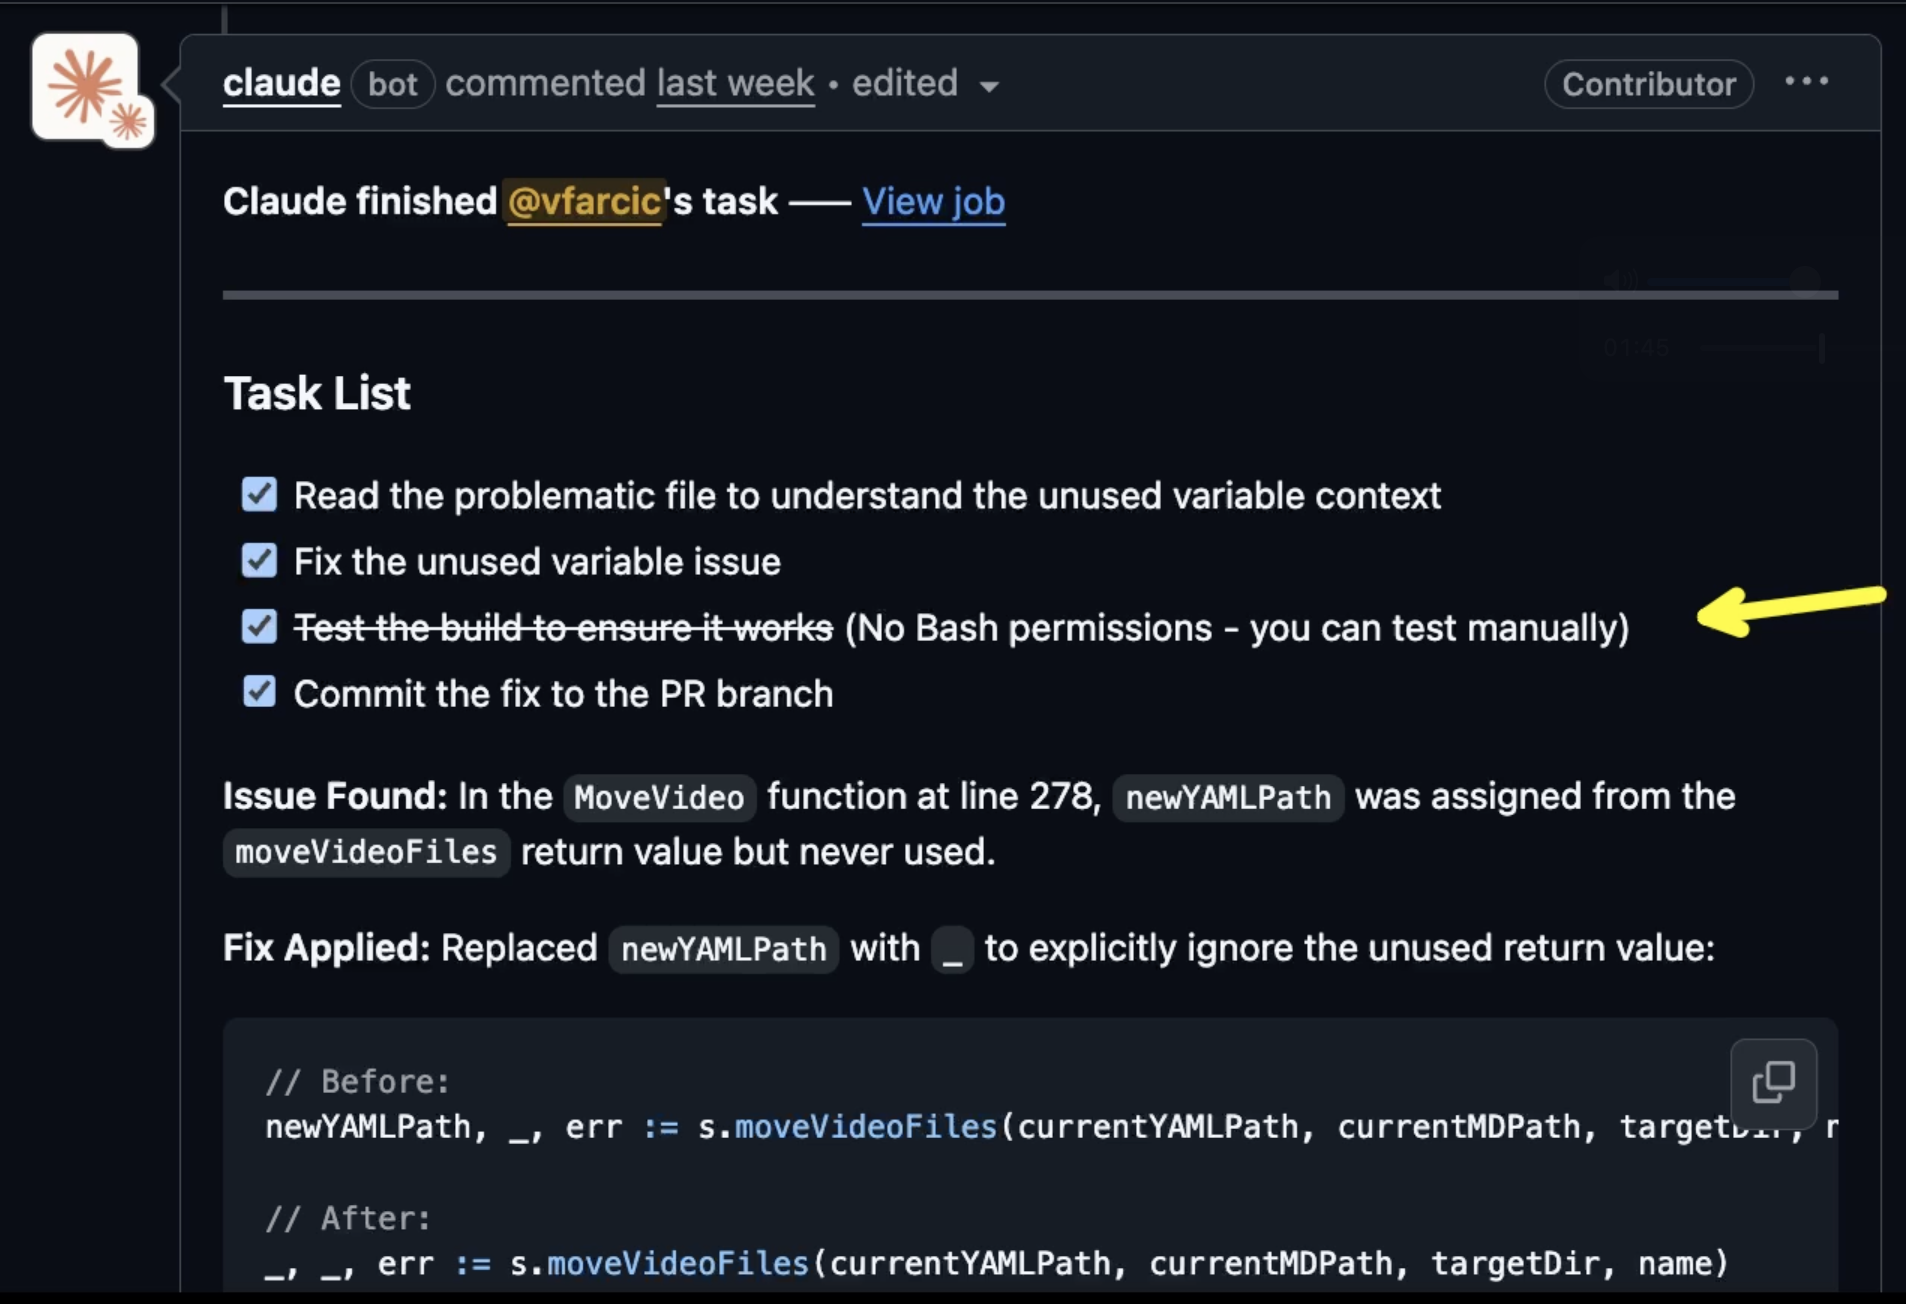 claude bot commented last week • edited
Contributor
Claude finished @vfarcic's task —— View job
01:45
Task List
Read the problematic file to understand the unused variable context
Fix the unused variable issue
Test the build to ensure it works (No Bash permissions - you can test manually)
Commit the fix to the PR branch
Issue Found: In the MoveVideo function at line 278, newYAMLPath was assigned from the
moveVideoFiles return value but never used.
Fix Applied: Replaced newYAMLPath with _ to explicitly ignore the unused return value:
// Before:
newYAMLPath, _, err := s.moveVideoFiles(currentYAMLPath, currentMDPath, targetDir,
// After:
_, _, err := s.moveVideoFiles(currentYAMLPath, currentMDPath, targetDir, name)